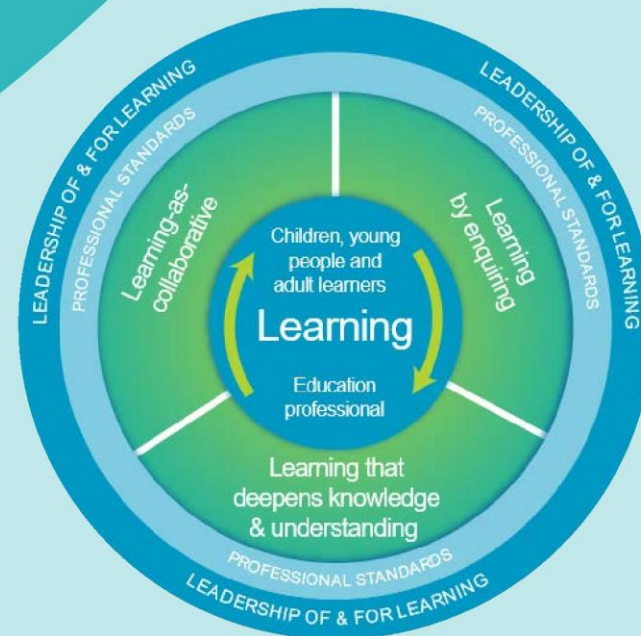 LEADERSHIP OF & FOR LEARNING
PROFESSIONAL STANDARDS
Learning-as-
collaborative
LEADERSHIP OF & FOR LEARNING
PROFESSIONAL STANDARDS
Learning
by enquiring
Children, young
people and
adult learners
Learning
Education
professional
Learning that
deepens knowledge
& understanding
PROFESSIONAL STANDARDS
LEADERSHIP OF & FOR LEARNING